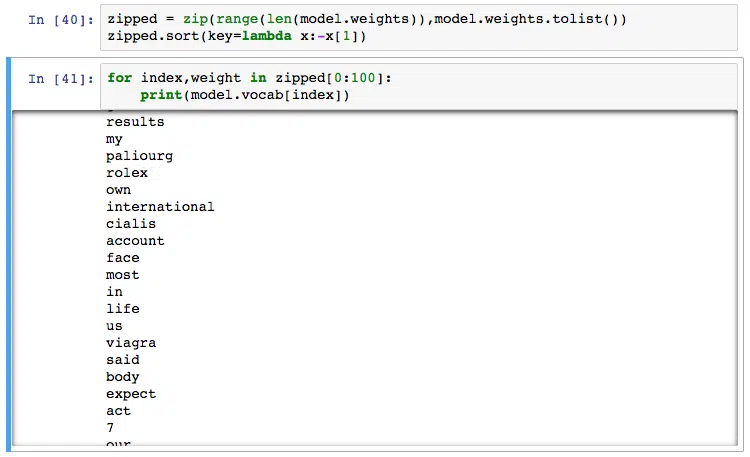 In [40]: zipped = zip(range(len(model.weights)),model.weights.tolist())
zipped.sort(key=lambda x:-x[1])
In [41]: for index,weight in zipped[0:100]:
    print(model.vocab[index])
results
my
paliourg
rolex
own
international
cialis
account
face
most
in
life
us
viagra
said
body
expect
act
7
our